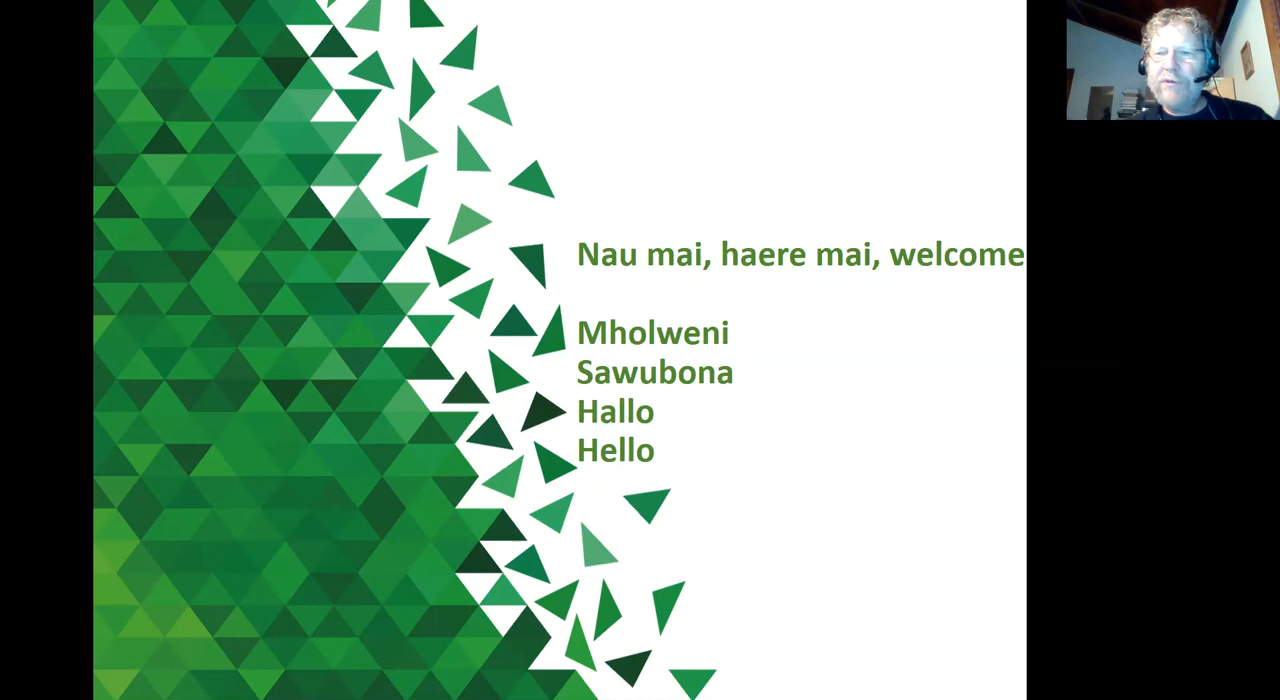 Nau mai, haere mai, welcome
Mholweni
Sawubona
Hallo
Hello